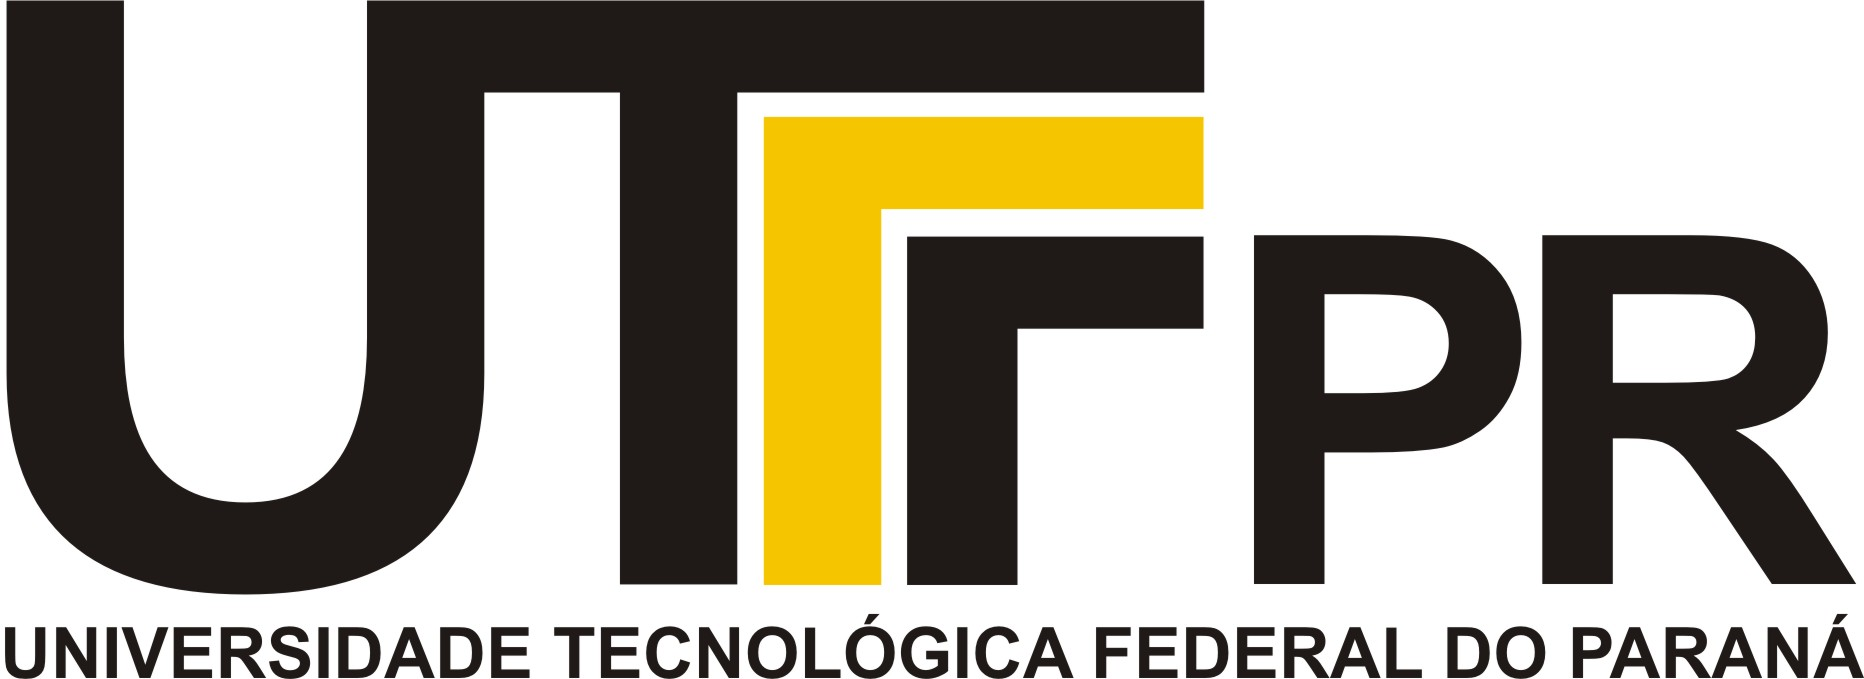 UTFPR
UNIVERSIDADE TECNOLÓGICA FEDERAL DO PARANÁ